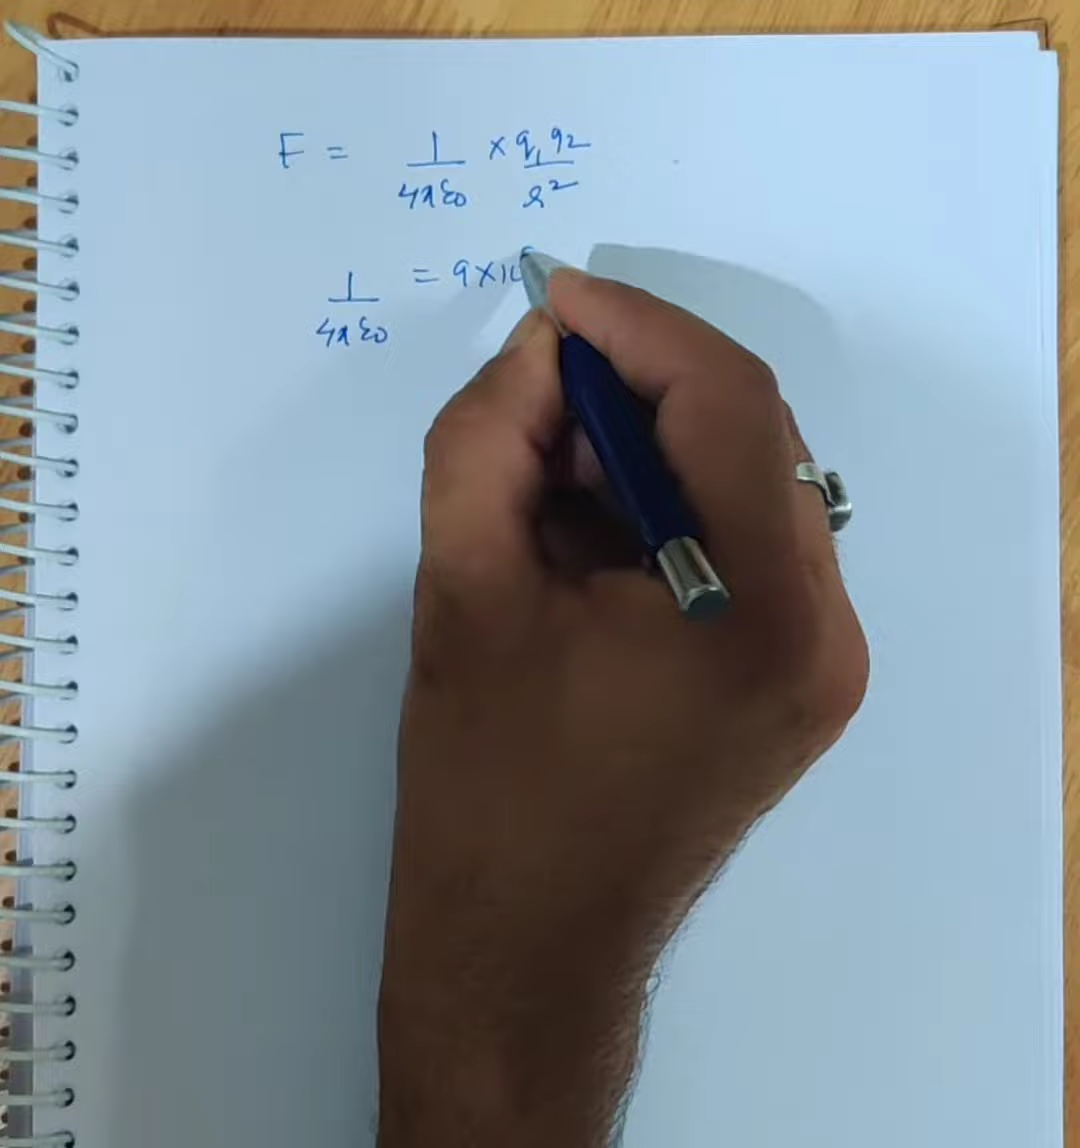 F = 1/4πε0 × q1q2/r²
1/4πε0 = 9×10